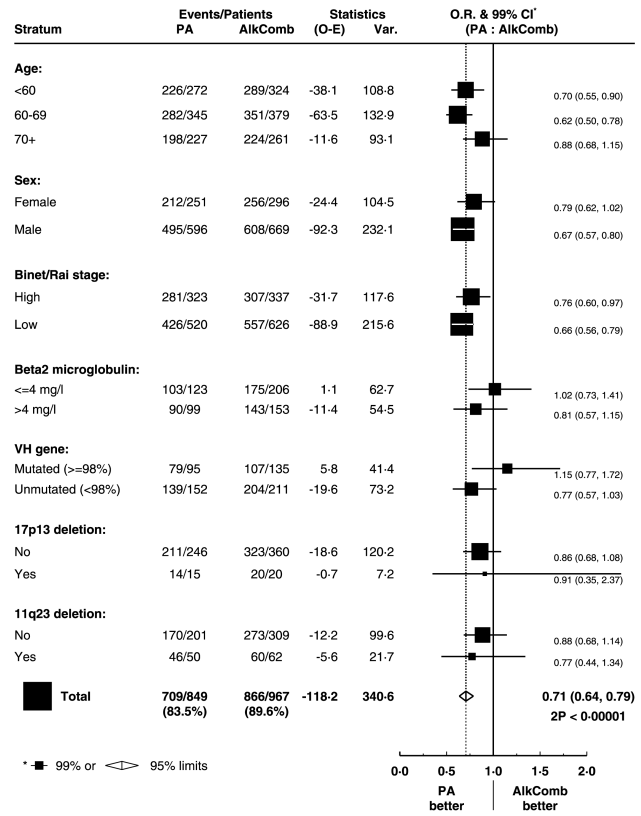 Events/Patients Statistics O.R. & 99% CI*
Stratum PA AlkComb (O-E) Var. (PA : AlkComb)
Age:
<60 226/272 289/324 -38·1 108·8 0.70 (0.55, 0.90)
60-69 282/345 351/379 -63·5 132·9 0.62 (0.50, 0.78)
70+ 198/227 224/261 -11·6 93·1 0.88 (0.68, 1.15)
Sex:
Female 212/251 256/296 -24·4 104·5 0.79 (0.62, 1.02)
Male 495/596 608/669 -92·3 232·1 0.67 (0.57, 0.80)
Binet/Rai stage:
High 281/323 307/337 -31·7 117·6 0.76 (0.60, 0.97)
Low 426/520 557/626 -88·9 215·6 0.66 (0.56, 0.79)
Beta2 microglobulin:
<=4 mg/l 103/123 175/206 1·1 62·7 1.02 (0.73, 1.41)
>4 mg/l 90/99 143/153 -11·4 54·5 0.81 (0.57, 1.15)
VH gene:
Mutated (>=98%) 79/95 107/135 5·8 41·4 1.15 (0.77, 1.72)
Unmutated (<98%) 139/152 204/211 -19·6 73·2 0.77 (0.57, 1.03)
17p13 deletion:
No 211/246 323/360 -18·6 120·2 0.86 (0.68, 1.08)
Yes 14/15 20/20 -0·7 7·2 0.91 (0.35, 2.37)
11q23 deletion:
No 170/201 273/309 -12·2 99·6 0.88 (0.68, 1.14)
Yes 46/50 60/62 -5·6 21·7 0.77 (0.44, 1.34)
Total 709/849 866/967 -118·2 340·6 0.71 (0.64, 0.79)
(83.5%) (89.6%) 2P < 0·00001
* 99% or 95% limits
0·0 0·5 1·0 1·5 2·0
PA AlkComb
better better